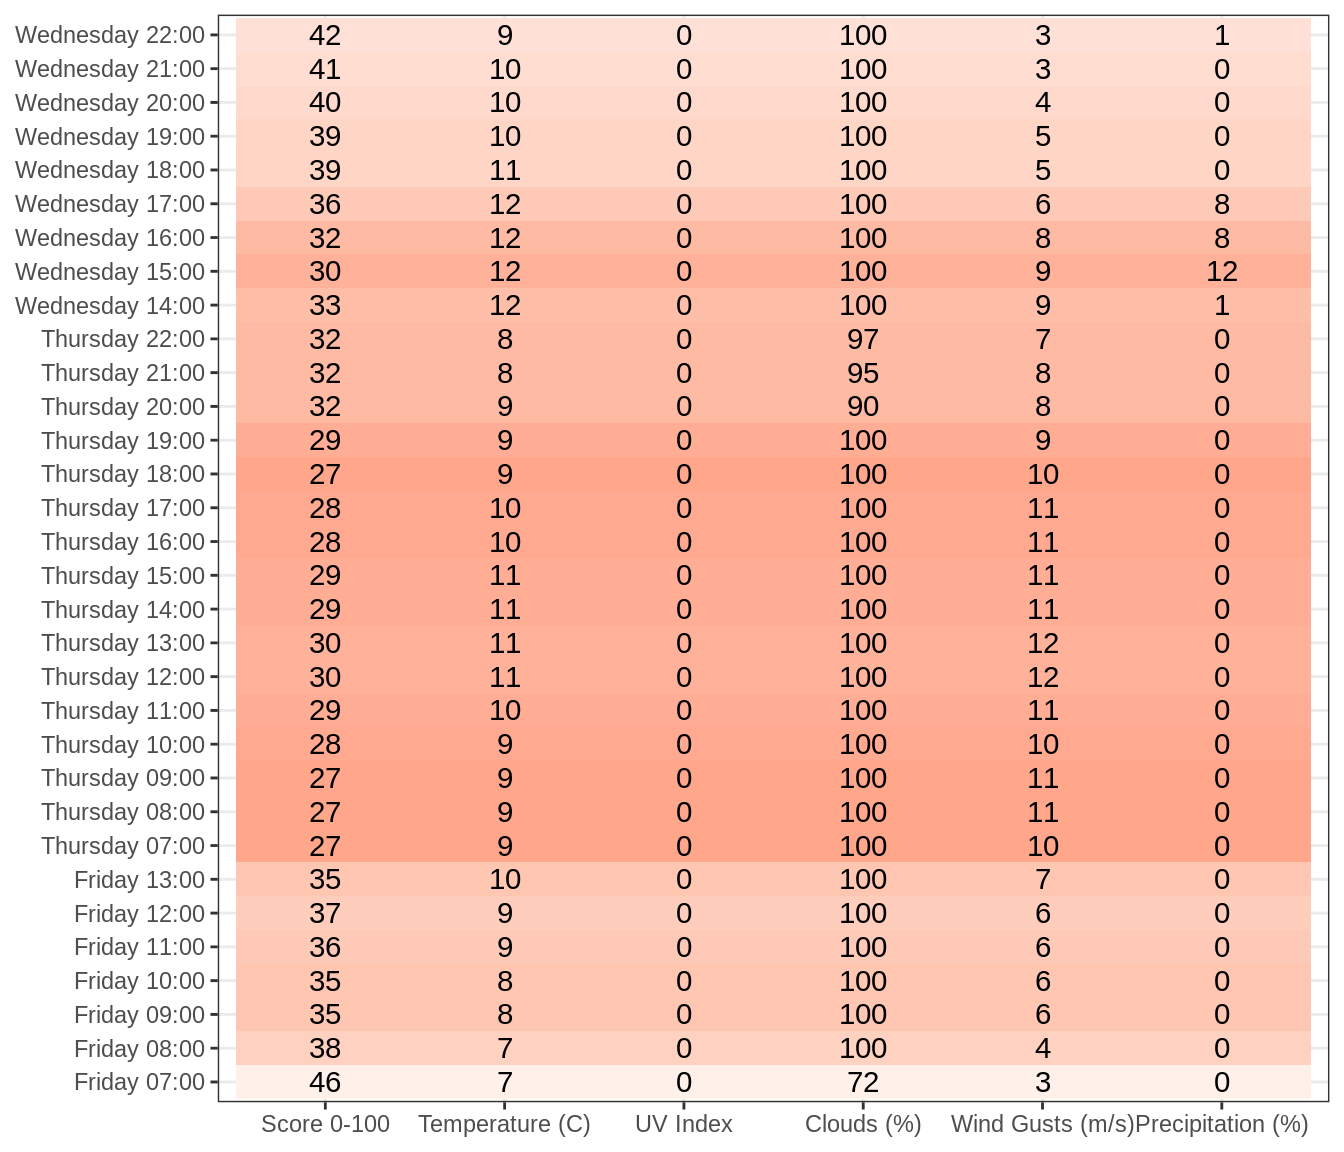 Wednesday 22:00 42 9 0 100 3 1
Wednesday 21:00 41 10 0 100 3 0
Wednesday 20:00 40 10 0 100 4 0
Wednesday 19:00 39 10 0 100 5 0
Wednesday 18:00 39 11 0 100 5 0
Wednesday 17:00 36 12 0 100 6 8
Wednesday 16:00 32 12 0 100 8 8
Wednesday 15:00 30 12 0 100 9 12
Wednesday 14:00 33 12 0 100 9 1
Thursday 22:00 32 8 0 97 7 0
Thursday 21:00 32 8 0 95 8 0
Thursday 20:00 32 9 0 90 8 0
Thursday 19:00 29 9 0 100 9 0
Thursday 18:00 27 9 0 100 10 0
Thursday 17:00 28 10 0 100 11 0
Thursday 16:00 28 10 0 100 11 0
Thursday 15:00 29 11 0 100 11 0
Thursday 14:00 29 11 0 100 11 0
Thursday 13:00 30 11 0 100 12 0
Thursday 12:00 30 11 0 100 12 0
Thursday 11:00 29 10 0 100 11 0
Thursday 10:00 28 9 0 100 10 0
Thursday 09:00 27 9 0 100 11 0
Thursday 08:00 27 9 0 100 11 0
Thursday 07:00 27 9 0 100 10 0
Friday 13:00 35 10 0 100 7 0
Friday 12:00 37 9 0 100 6 0
Friday 11:00 36 9 0 100 6 0
Friday 10:00 35 8 0 100 6 0
Friday 09:00 35 8 0 100 6 0
Friday 08:00 38 7 0 100 4 0
Friday 07:00 46 7 0 72 3 0
Score 0-100 Temperature (C) UV Index Clouds (%) Wind Gusts (m/s) Precipitation (%)